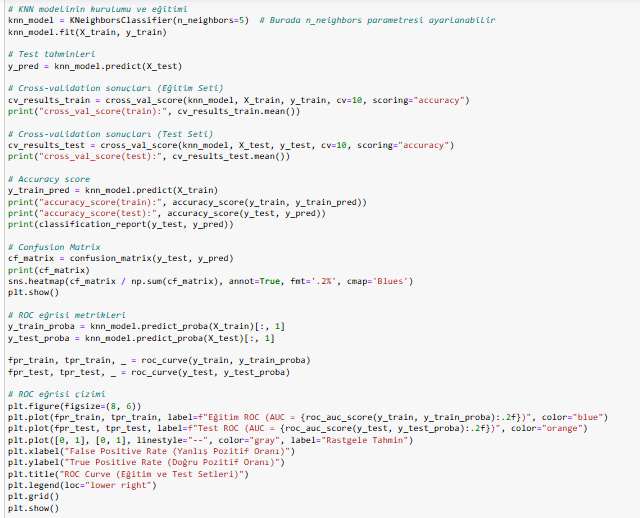 # KNN modelinin kurulumu ve eğitimi
knn_model = KNeighborsClassifier(n_neighbors=5)  # Burada n_neighbors parametresi ayarlanabilir
knn_model.fit(X_train, y_train)
# Test tahminleri
y_pred = knn_model.predict(X_test)
# Cross-validation sonuçları (Eğitim Seti)
cv_results_train = cross_val_score(knn_model, X_train, y_train, cv=10, scoring="accuracy")
print("cross_val_score(train):", cv_results_train.mean())
# Cross-validation sonuçları (Test Seti)
cv_results_test = cross_val_score(knn_model, X_test, y_test, cv=10, scoring="accuracy")
print("cross_val_score(test):", cv_results_test.mean())
# Accuracy score
y_train_pred = knn_model.predict(X_train)
print("accuracy_score(train):", accuracy_score(y_train, y_train_pred))
print("accuracy_score(test):", accuracy_score(y_test, y_pred))
print(classification_report(y_test, y_pred))
# Confusion Matrix
cf_matrix = confusion_matrix(y_test, y_pred)
print(cf_matrix)
sns.heatmap(cf_matrix / np.sum(cf_matrix), annot=True, fmt='.2%', cmap='Blues')
plt.show()
# ROC eğrisi metrikleri
y_train_proba = knn_model.predict_proba(X_train)[:, 1]
y_test_proba = knn_model.predict_proba(X_test)[:, 1]
fpr_train, tpr_train, _ = roc_curve(y_train, y_train_proba)
fpr_test, tpr_test, _ = roc_curve(y_test, y_test_proba)
# ROC eğrisi çizimi
plt.figure(figsize=(8, 6))
plt.plot(fpr_train, tpr_train, label=f"Eğitim ROC (AUC = {roc_auc_score(y_train, y_train_proba):.2f})", color="blue")
plt.plot(fpr_test, tpr_test, label=f"Test ROC (AUC = {roc_auc_score(y_test, y_test_proba):.2f})", color="orange")
plt.plot([0, 1], [0, 1], linestyle="--", color="gray", label="Rastgele Tahmin")
plt.xlabel("False Positive Rate (Yanlış Pozitif Oranı)")
plt.ylabel("True Positive Rate (Doğru Pozitif Oranı)")
plt.title("ROC Curve (Eğitim ve Test Setleri)")
plt.legend(loc="lower right")
plt.grid()
plt.show()